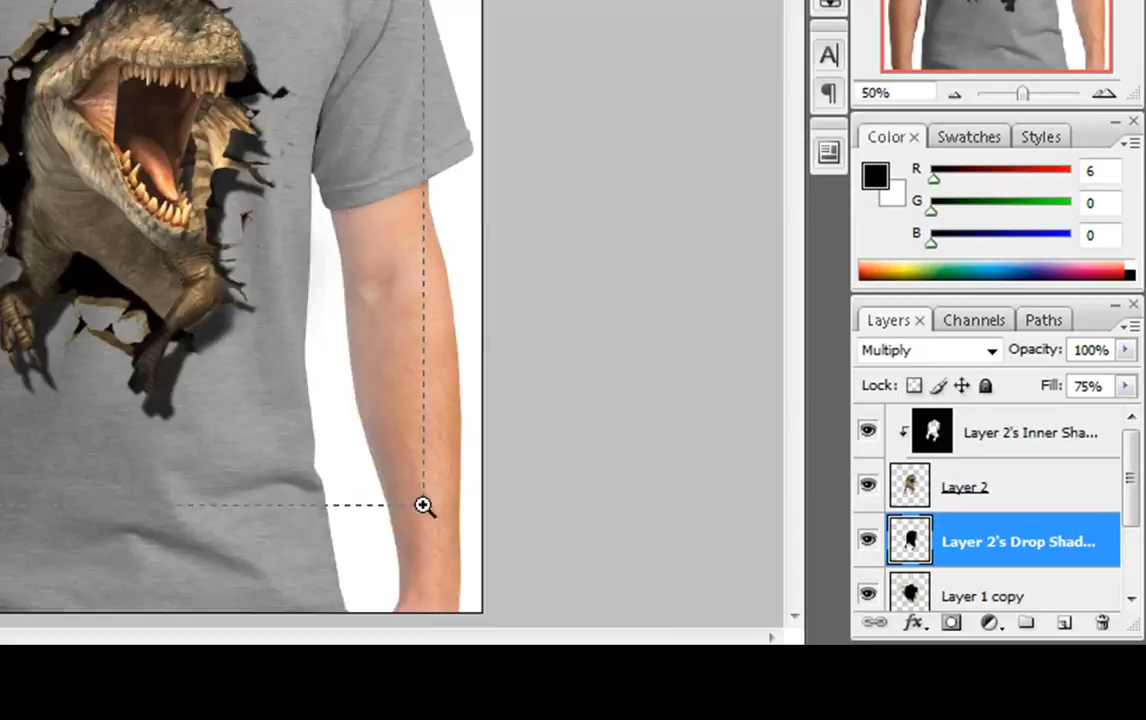 A
50%
Color Swatches Styles
R 6
G 0
B 0
Layers Channels Paths
Multiply Opacity: 100%
Lock: Fill: 75%
Layer 2's Inner Sha...
Layer 2
Layer 2's Drop Shad...
Layer 1 copy
fx.